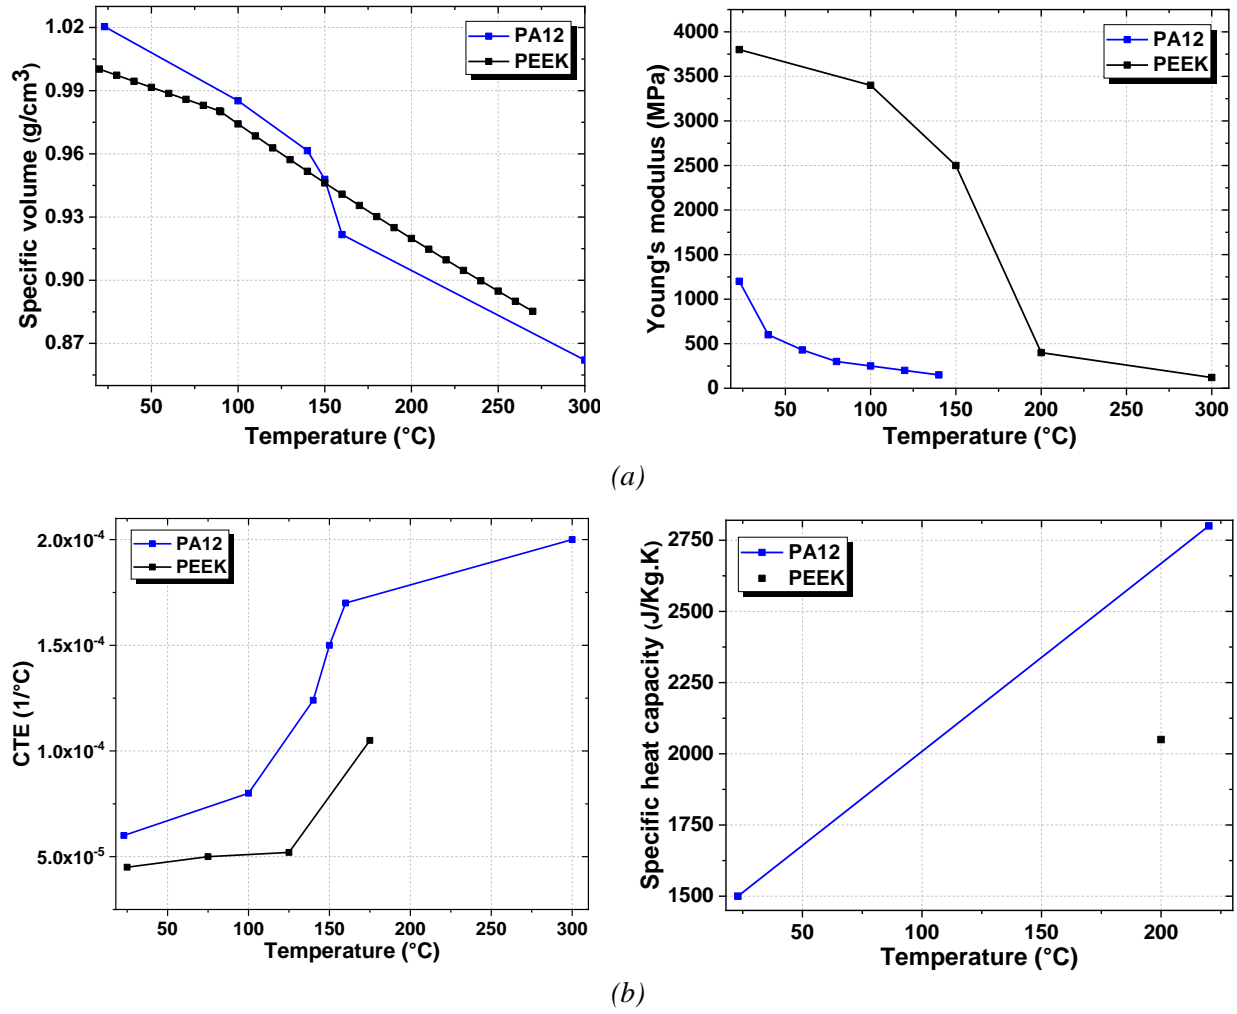 1.02
0.99
0.96
0.93
0.90
0.87
Specific volume (g/cm³)
PA12
PEEK
50 100 150 200 250 300
Temperature (°C)
4000
3500
3000
2500
2000
1500
1000
500
0
Young's modulus (MPa)
PA12
PEEK
50 100 150 200 250 300
Temperature (°C)
(a)
2.0x10⁻⁴
1.5x10⁻⁴
1.0x10⁻⁴
5.0x10⁻⁵
CTE (1/°C)
PA12
PEEK
50 100 150 200 250 300
Temperature (°C)
2750
2500
2250
2000
1750
1500
Specific heat capacity (J/Kg.K)
PA12
PEEK
50 100 150 200
Temperature (°C)
(b)